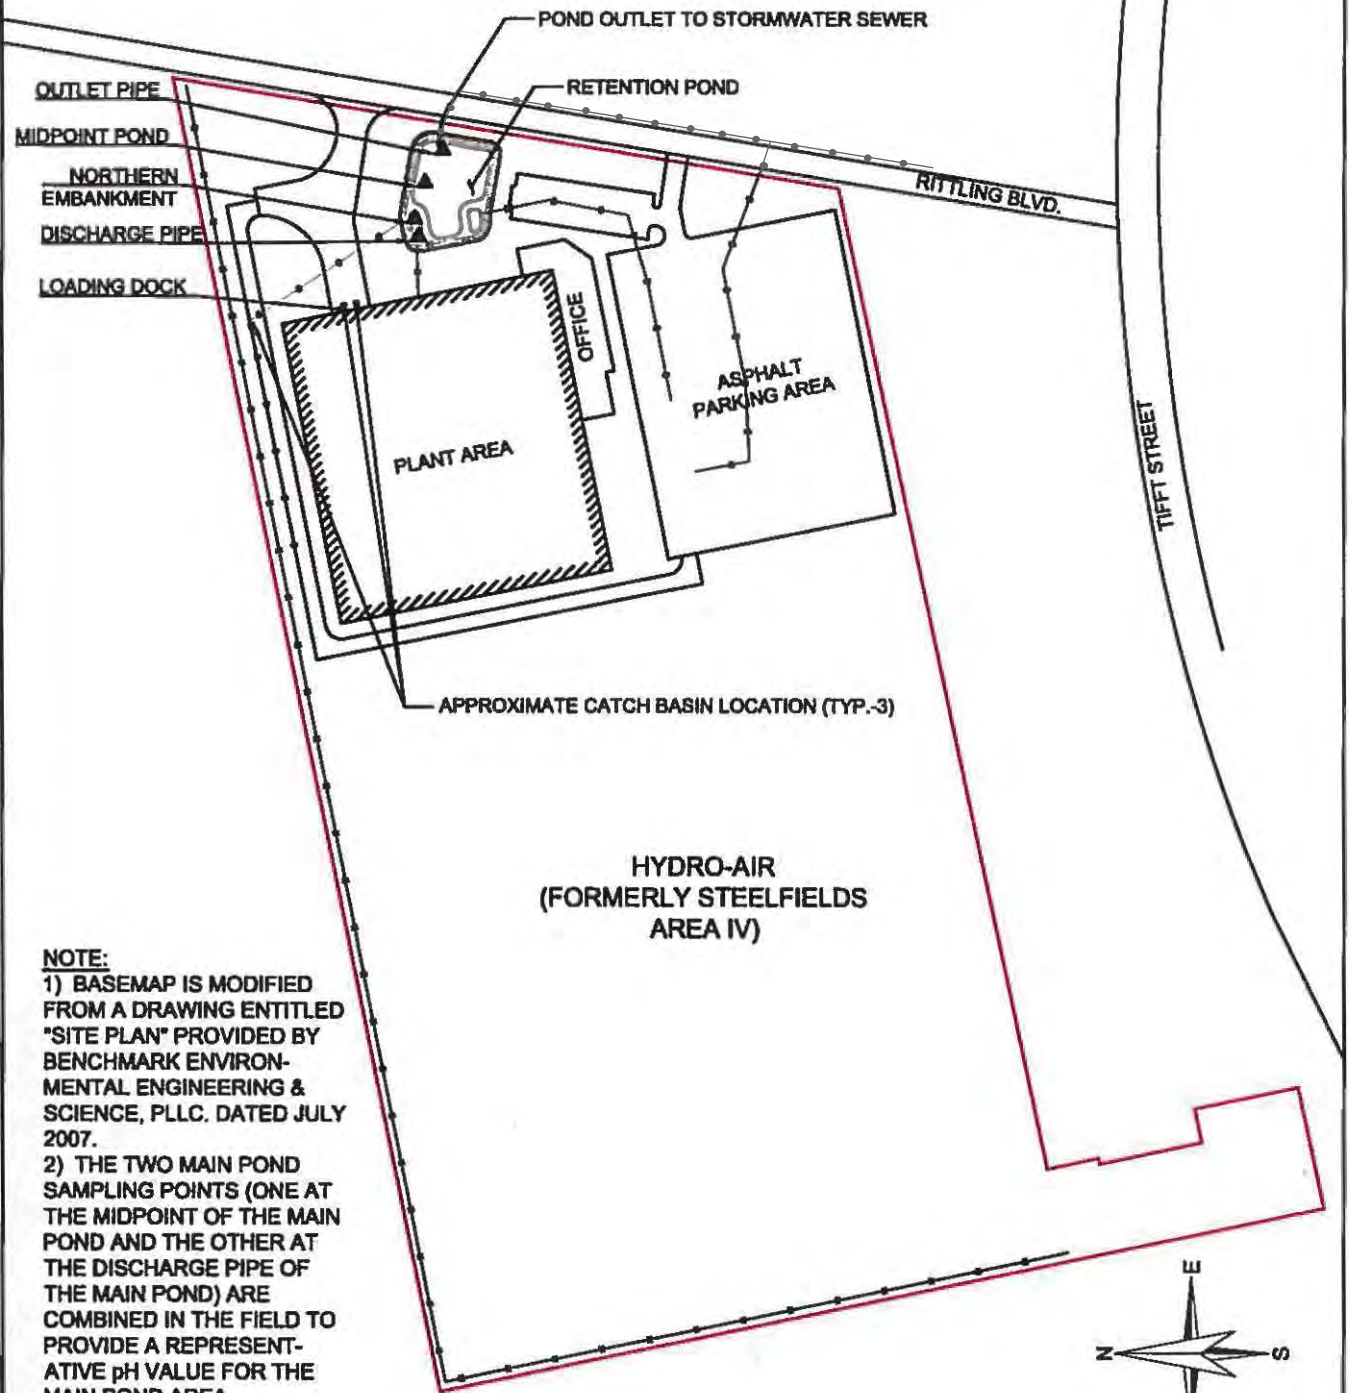 POND OUTLET TO STORMWATER SEWER
OUTLET PIPE
RETENTION POND
MIDPOINT POND
NORTHERN
EMBANKMENT
RITTLING BLVD.
DISCHARGE PIPE
LOADING DOCK
OFFICE
ASPHALT
PARKING AREA
PLANT AREA
TIFFT STREET
APPROXIMATE CATCH BASIN LOCATION (TYP.-3)
HYDRO-AIR
(FORMERLY STEELFIELDS
AREA IV)
NOTE:
1) BASEMAP IS MODIFIED
FROM A DRAWING ENTITLED
"SITE PLAN" PROVIDED BY
BENCHMARK ENVIRON-
MENTAL ENGINEERING &
SCIENCE, PLLC. DATED JULY
2007.
2) THE TWO MAIN POND
SAMPLING POINTS (ONE AT
THE MIDPOINT OF THE MAIN
POND AND THE OTHER AT
THE DISCHARGE PIPE OF
THE MAIN POND) ARE
COMBINED IN THE FIELD TO
PROVIDE A REPRESENT-
ATIVE pH VALUE FOR THE
MAIN POND AREA
E
N
S